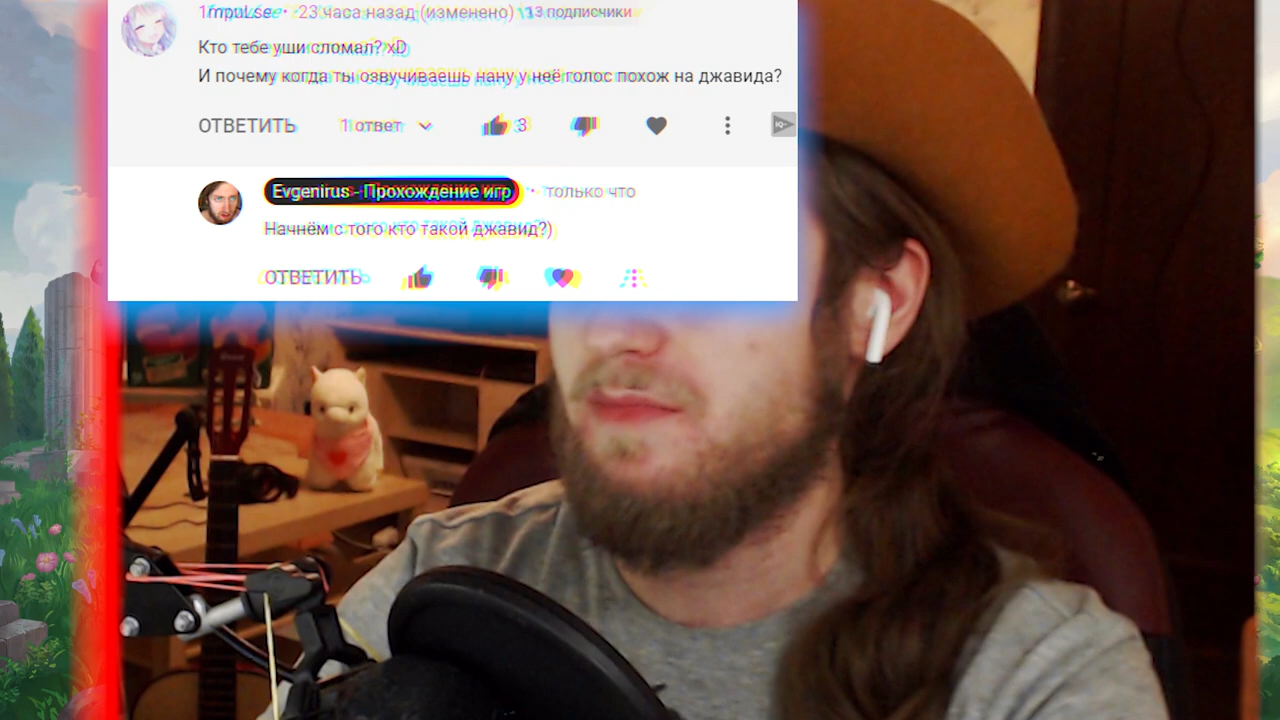 1mpuLse • 23 часа назад (изменено) 13 подписчики
Кто тебе уши сломал? xD
И почему когда ты озвучиваешь нану у неё голос похож на джавида?
ОТВЕТИТЬ 1 ответ 3
Evgenirus - Прохождение игр • только что
Начнём с того кто такой джавид?)
ОТВЕТИТЬ